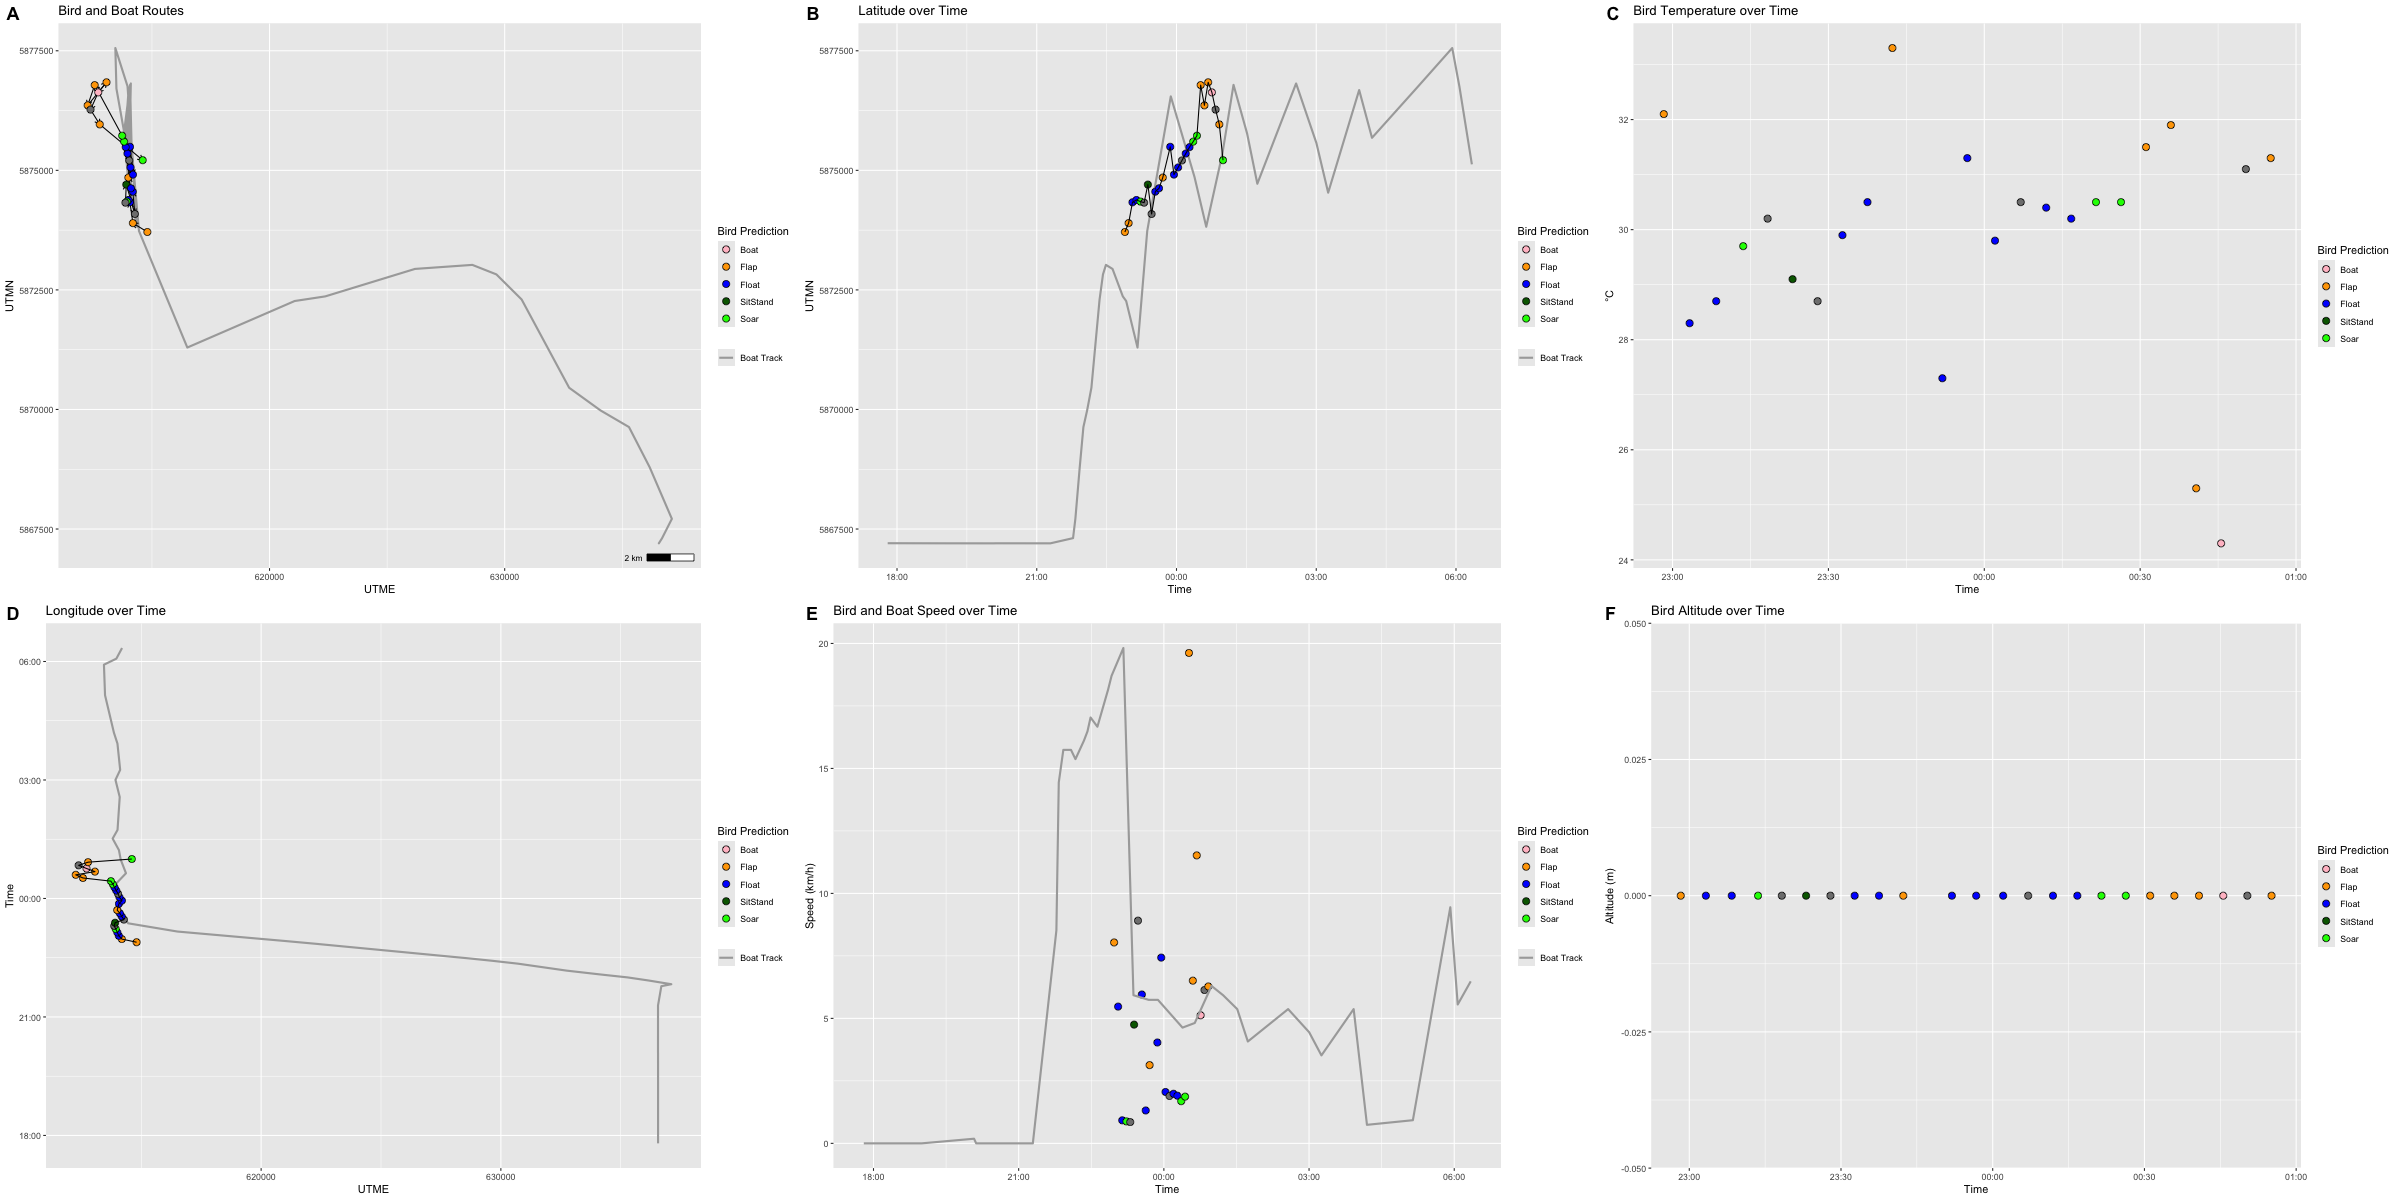 A Bird and Boat Routes
5877500
5875000
5872500
5870000
5867500
UTMN
620000
630000
UTME
2 km
Bird Prediction
Boat
Flap
Float
SitStand
Soar
Boat Track
B Latitude over Time
5877500
5875000
5872500
5870000
5867500
UTMN
18:00
21:00
00:00
03:00
06:00
Time
Bird Prediction
Boat
Flap
Float
SitStand
Soar
Boat Track
C Bird Temperature over Time
32
30
28
26
24
°C
23:00
23:30
00:00
00:30
01:00
Time
Bird Prediction
Boat
Flap
Float
SitStand
Soar
D Longitude over Time
06:00
03:00
00:00
21:00
18:00
Time
620000
630000
UTME
Bird Prediction
Boat
Flap
Float
SitStand
Soar
Boat Track
E Bird and Boat Speed over Time
20
15
10
5
0
Speed (km/h)
18:00
21:00
00:00
03:00
06:00
Time
Bird Prediction
Boat
Flap
Float
SitStand
Soar
Boat Track
F Bird Altitude over Time
0.050
0.025
0.000
-0.025
-0.050
Altitude (m)
23:00
23:30
00:00
00:30
01:00
Time
Bird Prediction
Boat
Flap
Float
SitStand
Soar